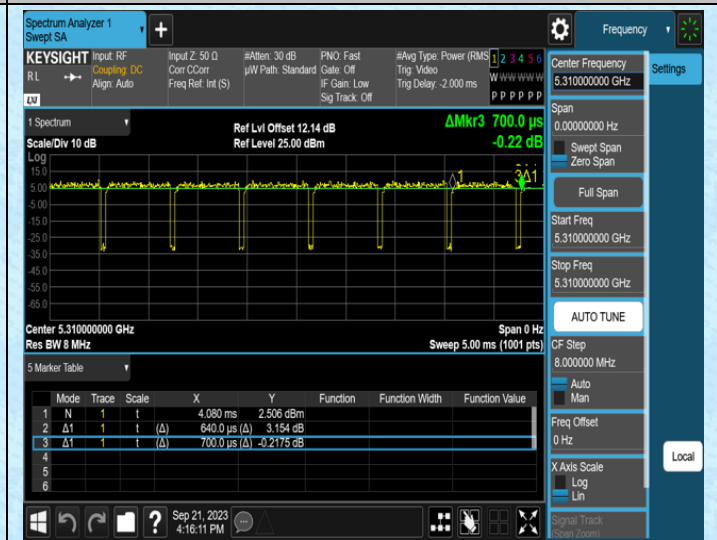 Spectrum Analyzer 1
Swept SA
+
Frequency
KEYSIGHT Input: RF Input Z: 50 Ω #Atten: 30 dB PNO: Fast #Avg Type: Power (RMS 1 2 3 4 5 6
RL Coupling: DC Corr CCorr µW Path: Standard Gate: Off Trig: Video
Align: Auto Freq Ref: Int (S) IF Gain: Low Trig Delay: -2.000 ms
Sig Track: Off P P P P P P
LXI
1 Spectrum
Ref Lvl Offset 12.14 dB ΔMkr3 700.0 µs
Scale/Div 10 dB Ref Level 25.00 dBm -0.22 dB
Log
15.0
5.00
-5.00
-15.0
-25.0
-35.0
-45.0
-55.0
-65.0
1
3Δ1
Center 5.310000000 GHz Span 0 Hz
Res BW 8 MHz Sweep 5.00 ms (1001 pts)
5 Marker Table
Mode Trace Scale X Y Function Function Width Function Value
1 N 1 t 4.080 ms 2.506 dBm
2 Δ1 1 t (Δ) 640.0 µs (Δ) 3.154 dB
3 Δ1 1 t (Δ) 700.0 µs (Δ) -0.2175 dB
4
5
6
Sep 21, 2023
4:16:11 PM
?
Center Frequency
5.310000000 GHz
Settings
Span
0.00000000 Hz
Swept Span
Zero Span
Full Span
Start Freq
5.310000000 GHz
Stop Freq
5.310000000 GHz
AUTO TUNE
CF Step
8.000000 MHz
Auto
Man
Freq Offset
0 Hz
X Axis Scale
Log
Lin
Signal Track
(Span Zoom)
Local